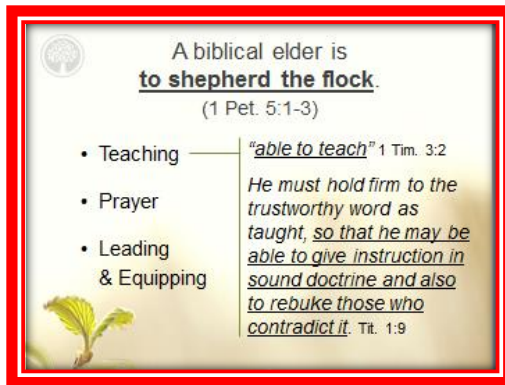 A biblical elder is
to shepherd the flock.
(1 Pet. 5:1-3)
• Teaching
• Prayer
• Leading
& Equipping
“able to teach” 1 Tim. 3:2
He must hold firm to the
trustworthy word as
taught, so that he may be
able to give instruction in
sound doctrine and also
to rebuke those who
contradict it. Tit. 1:9